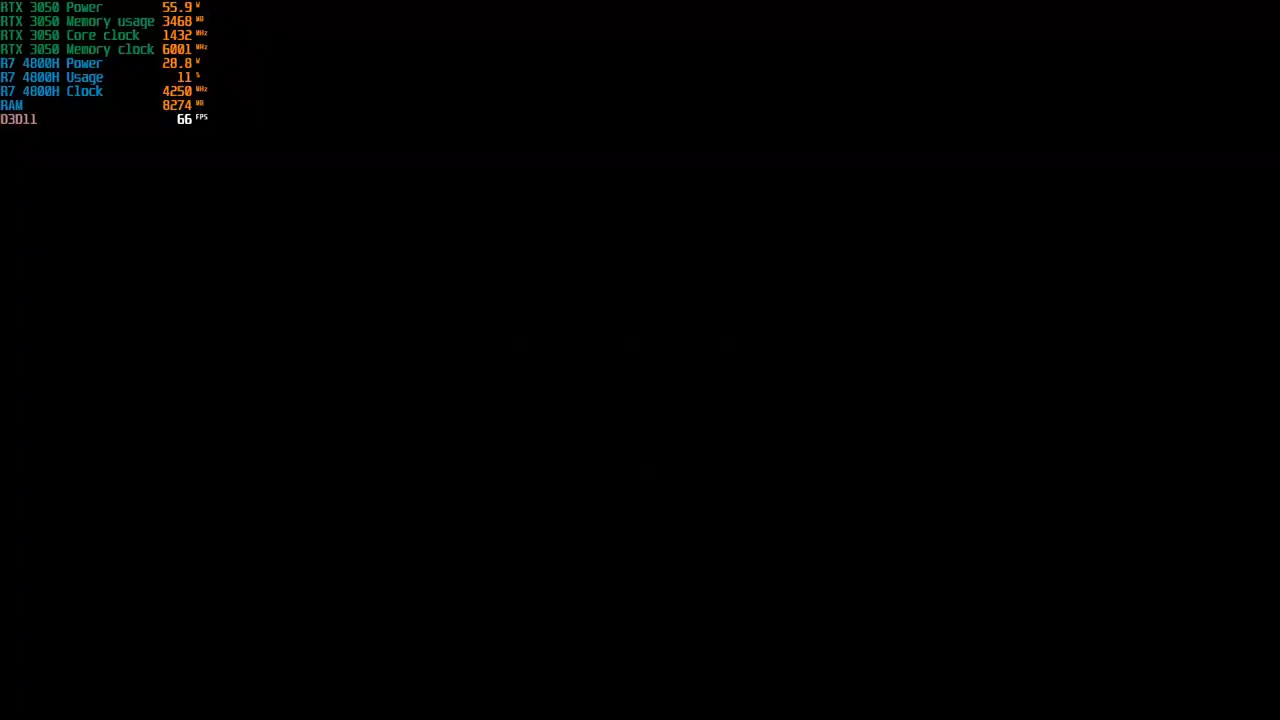 RTX 3050 Power 55.9 W
RTX 3050 Memory usage 3468 MB
RTX 3050 Core clock 1432 MHz
RTX 3050 Memory clock 6001 MHz
R7 4800H Power 28.8 W
R7 4800H Usage 11 %
R7 4800H Clock 4250 MHz
RAM 8274 MB
D3D11 66 FPS